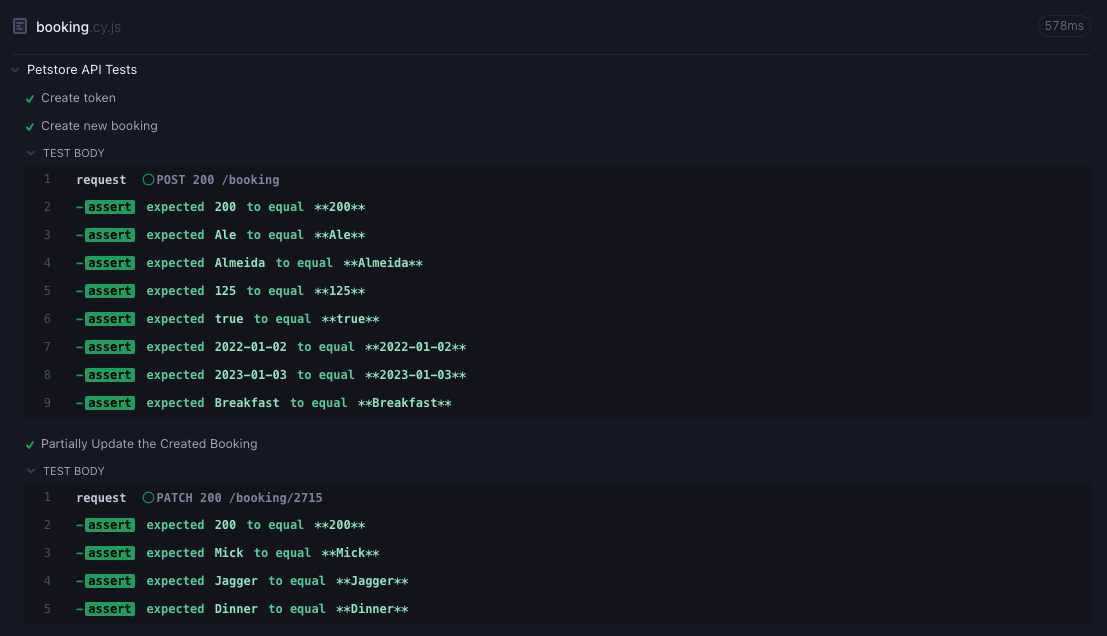 booking.cy.js 578ms
Petstore API Tests
Create token
Create new booking
TEST BODY
1 request POST 200 /booking
2 -assert expected 200 to equal **200**
3 -assert expected Ale to equal **Ale**
4 -assert expected Almeida to equal **Almeida**
5 -assert expected 125 to equal **125**
6 -assert expected true to equal **true**
7 -assert expected 2022-01-02 to equal **2022-01-02**
8 -assert expected 2023-01-03 to equal **2023-01-03**
9 -assert expected Breakfast to equal **Breakfast**
Partially Update the Created Booking
TEST BODY
1 request PATCH 200 /booking/2715
2 -assert expected 200 to equal **200**
3 -assert expected Mick to equal **Mick**
4 -assert expected Jagger to equal **Jagger**
5 -assert expected Dinner to equal **Dinner**